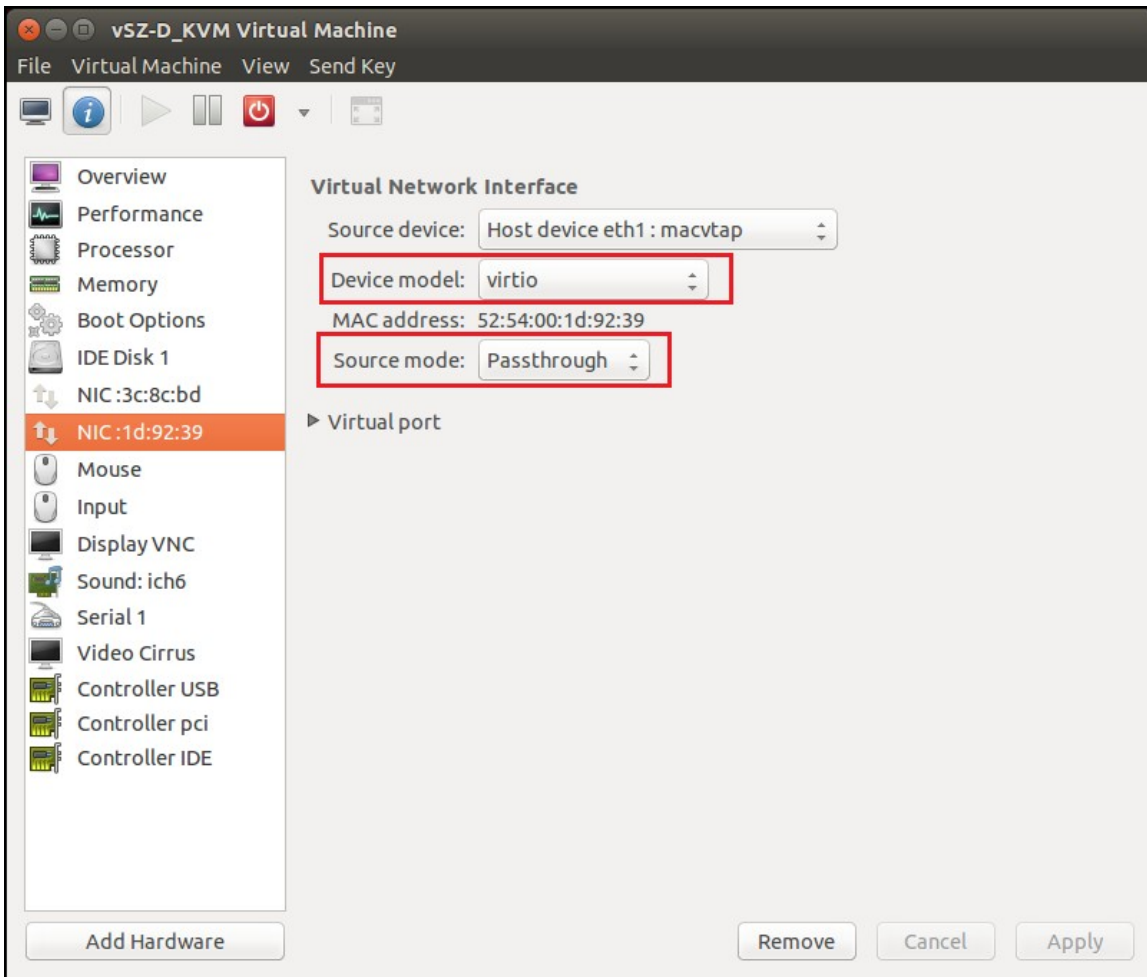 vSZ-D_KVM Virtual Machine
File Virtual Machine View Send Key
Overview
Performance
Processor
Memory
Boot Options
IDE Disk 1
NIC :3c:8c:bd
NIC :1d:92:39
Mouse
Input
Display VNC
Sound: ich6
Serial 1
Video Cirrus
Controller USB
Controller pci
Controller IDE
Add Hardware
Virtual Network Interface
Source device: Host device eth1 : macvtap
Device model: virtio
MAC address: 52:54:00:1d:92:39
Source mode: Passthrough
Virtual port
Remove Cancel Apply